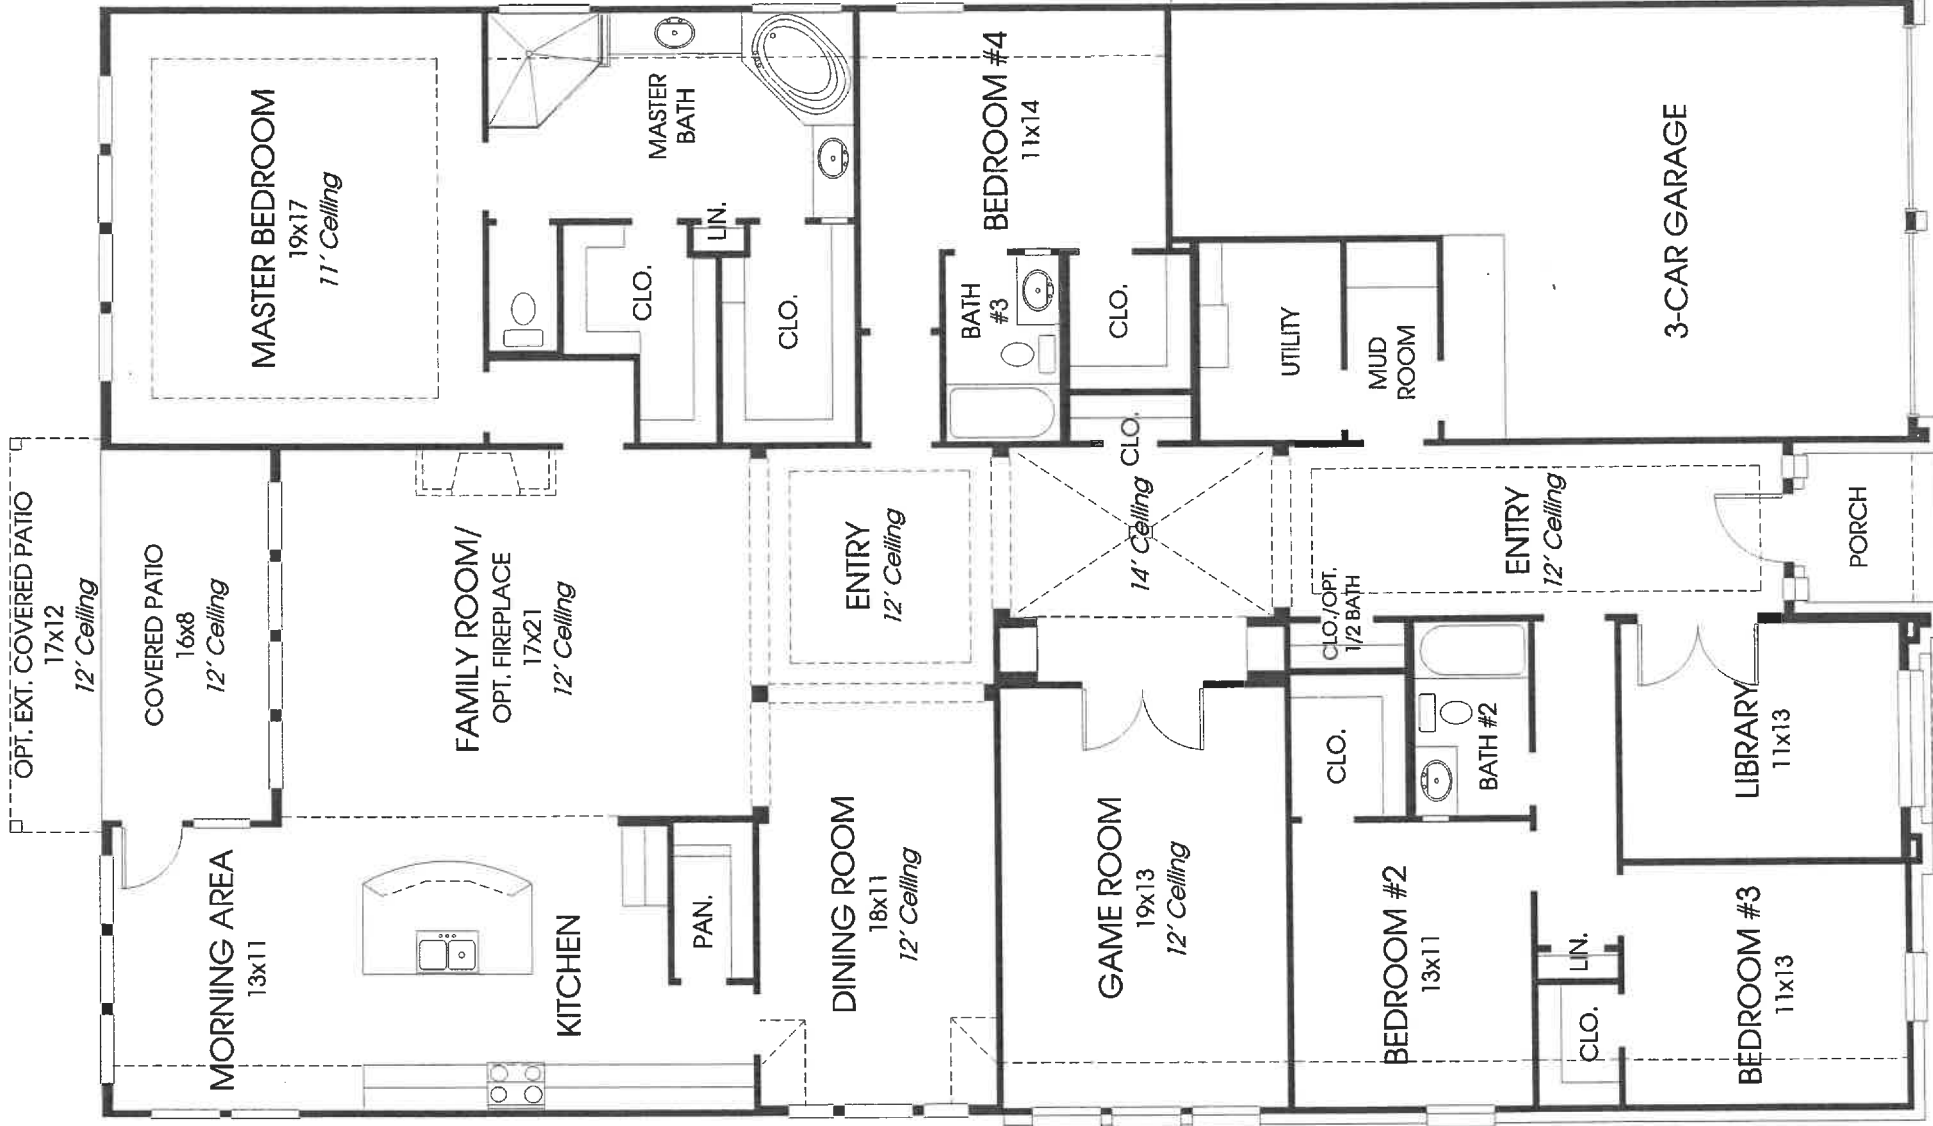 OPT. EXT. COVERED PATIO
17x12
12' Ceiling
COVERED PATIO
16x8
12' Ceiling
MASTER BEDROOM
19x17
11' Ceiling
MORNING AREA
13x11
FAMILY ROOM/
OPT. FIREPLACE
17x21
12' Ceiling
KITCHEN
PAN.
MASTER
BATH
LIN.
CLO.
CLO.
DINING ROOM
18x11
12' Ceiling
ENTRY
12' Ceiling
BEDROOM #4
11x14
BATH
#3
CLO.
CLO.
14' Ceiling
GAME ROOM
19x13
12' Ceiling
UTILITY
MUD
ROOM
CLO./OPT.
1/2 BATH
CLO.
BATH #2
BEDROOM #2
13x11
ENTRY
12' Ceiling
3-CAR GARAGE
LIN.
CLO.
LIBRARY
11x13
BEDROOM #3
11x13
PORCH